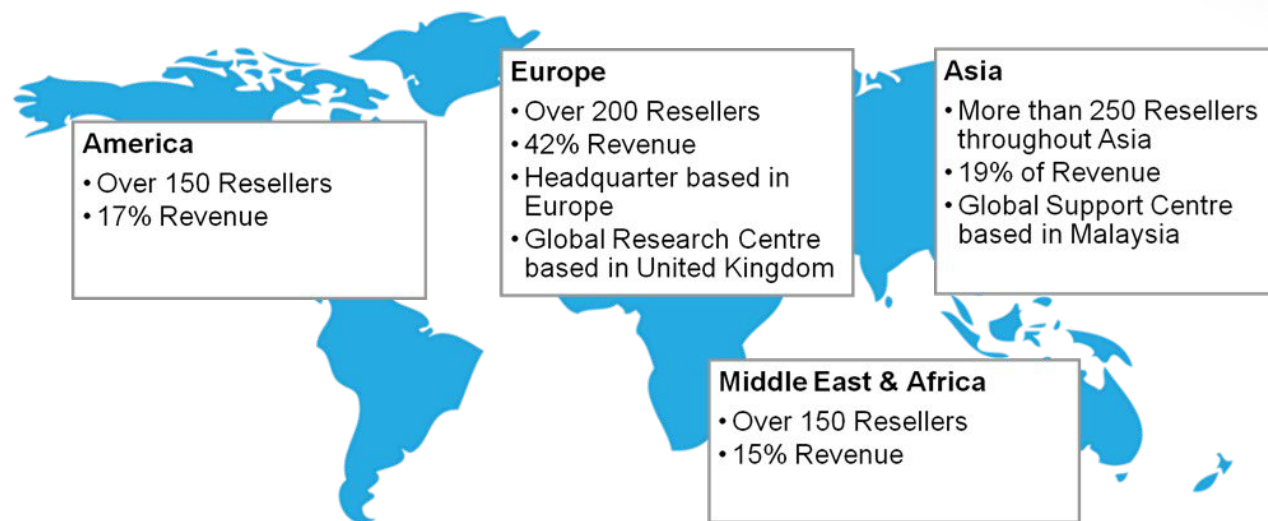 America
• Over 150 Resellers
• 17% Revenue
Europe
• Over 200 Resellers
• 42% Revenue
• Headquarter based in
Europe
• Global Research Centre
based in United Kingdom
Asia
• More than 250 Resellers
throughout Asia
• 19% of Revenue
• Global Support Centre
based in Malaysia
Middle East & Africa
• Over 150 Resellers
• 15% Revenue